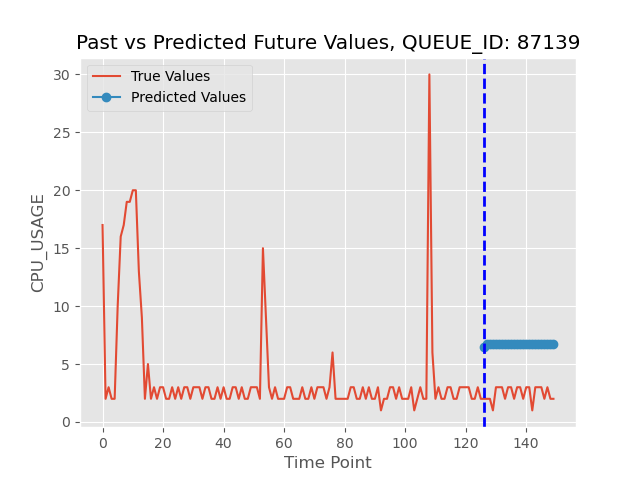 Past vs Predicted Future Values, QUEUE_ID: 87139
True Values
Predicted Values
CPU_USAGE
30
25
20
15
10
5
0
0 20 40 60 80 100 120 140
Time Point